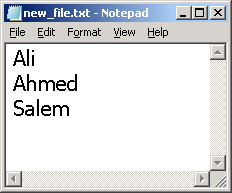 new_file.txt - Notepad
File Edit Format View Help
Ali
Ahmed
Salem